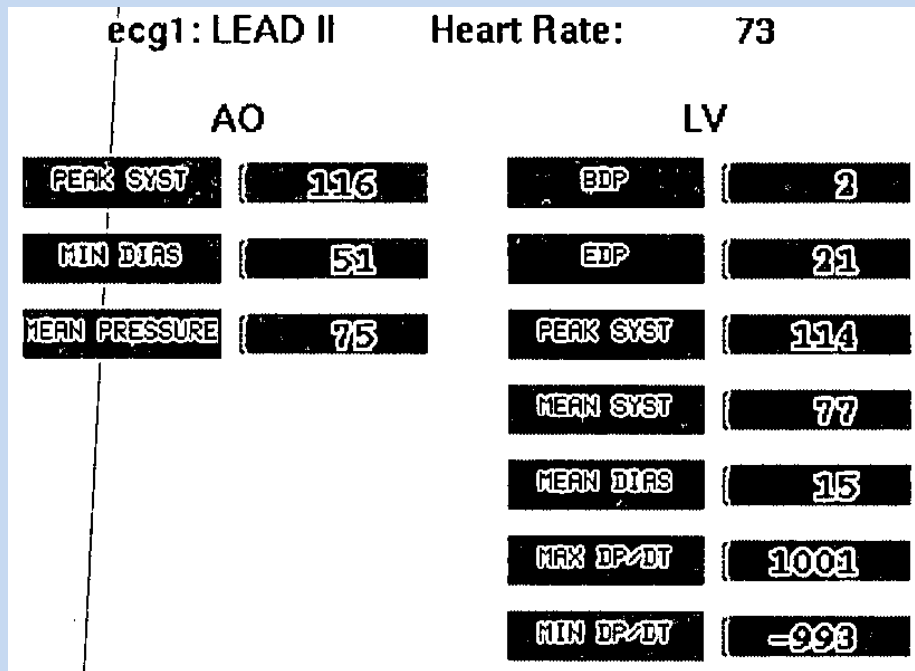 ecg1: LEAD II Heart Rate: 73
AO LV
PEAK SYST 116 BDP 2
MIN DIAS 51 EDP 21
MEAN PRESSURE 75 PEAK SYST 114
MEAN SYST 77
MEAN DIAS 15
MAX DP/DT 1001
MIN DP/DT -993